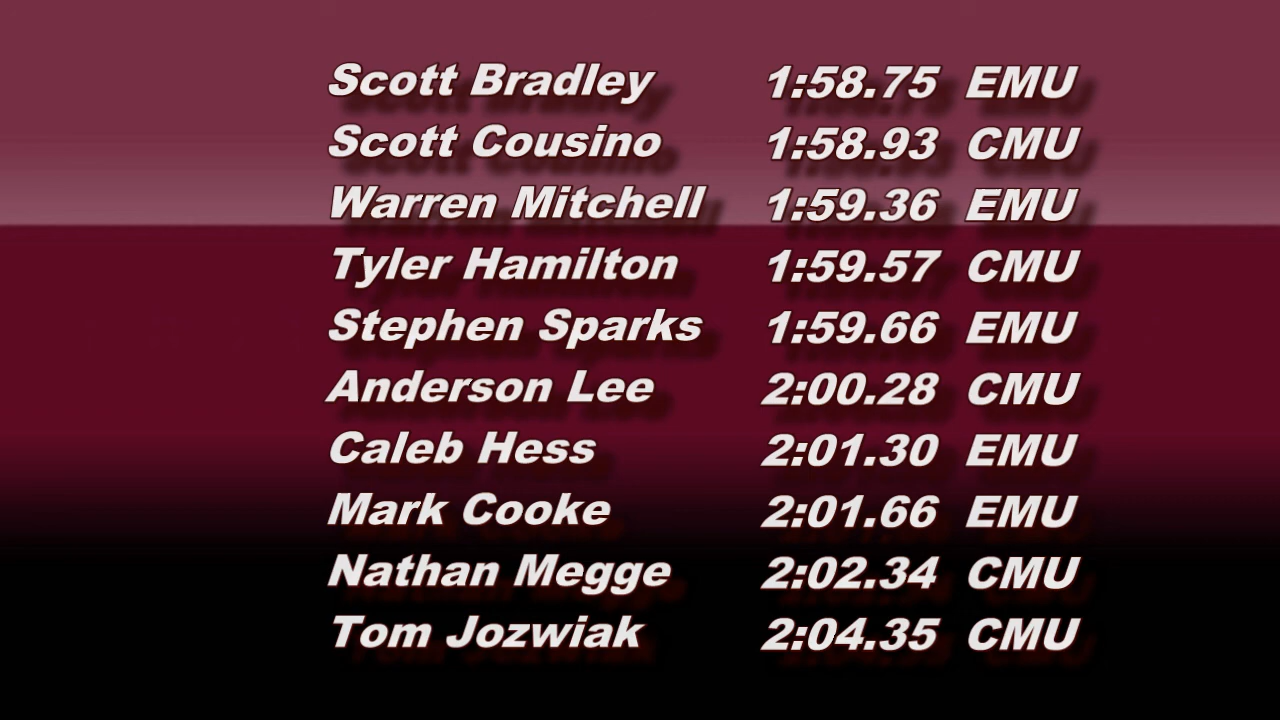 Scott Bradley 1:58.75 EMU
Scott Cousino 1:58.93 CMU
Warren Mitchell 1:59.36 EMU
Tyler Hamilton 1:59.57 CMU
Stephen Sparks 1:59.66 EMU
Anderson Lee 2:00.28 CMU
Caleb Hess 2:01.30 EMU
Mark Cooke 2:01.66 EMU
Nathan Megge 2:02.34 CMU
Tom Jozwiak 2:04.35 CMU